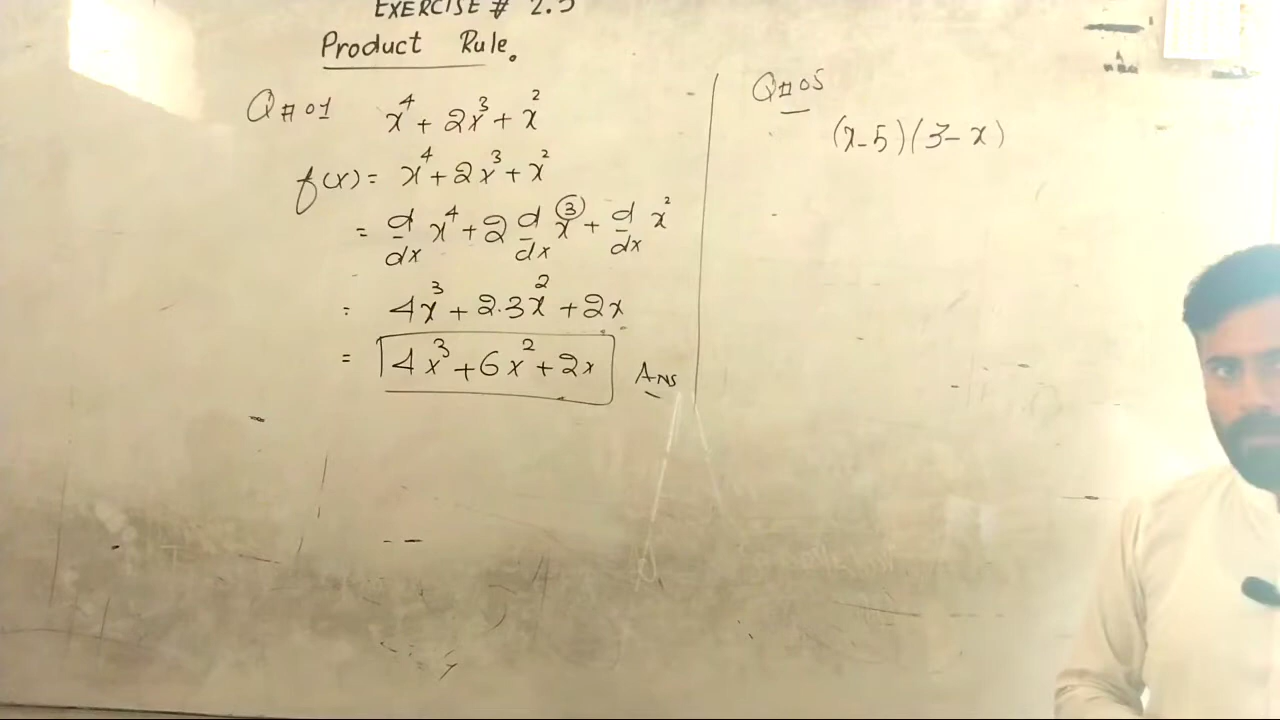 EXERCISE # 2.3
Product Rule.
Q # 01 x⁴ + 2x³ + x²
f(x) = x⁴ + 2x³ + x²
= d/dx x⁴ + 2 d/dx x³ + d/dx x²
= 4x³ + 2.3x² + 2x
= 4x³ + 6x² + 2x Ans
Q # 05
(x - 5)(3 - x)